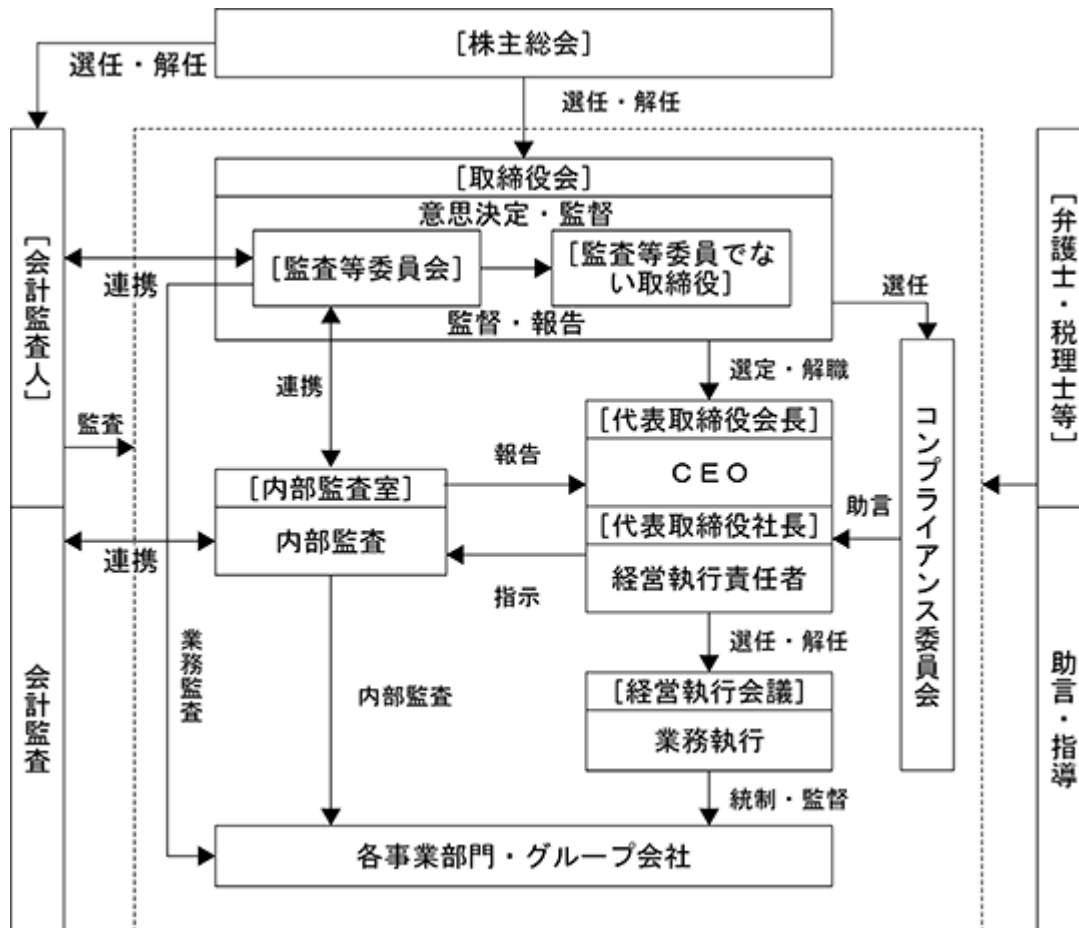 [株主総会]
選任・解任
選任・解任
[取締役会]
意思決定・監督
[監査等委員会]
[監査等委員でな
い取締役]
監督・報告
連携
選任
[会計監査人]
会計監査
[弁護士・税理士等]
助言・指導
連携
選定・解職
監査
報告
[代表取締役会長]
CEO
[代表取締役社長]
経営執行責任者
コンプライアンス委員会
助言
[内部監査室]
内部監査
連携
指示
業務監査
内部監査
選任・解任
[経営執行会議]
業務執行
統制・監督
各事業部門・グループ会社